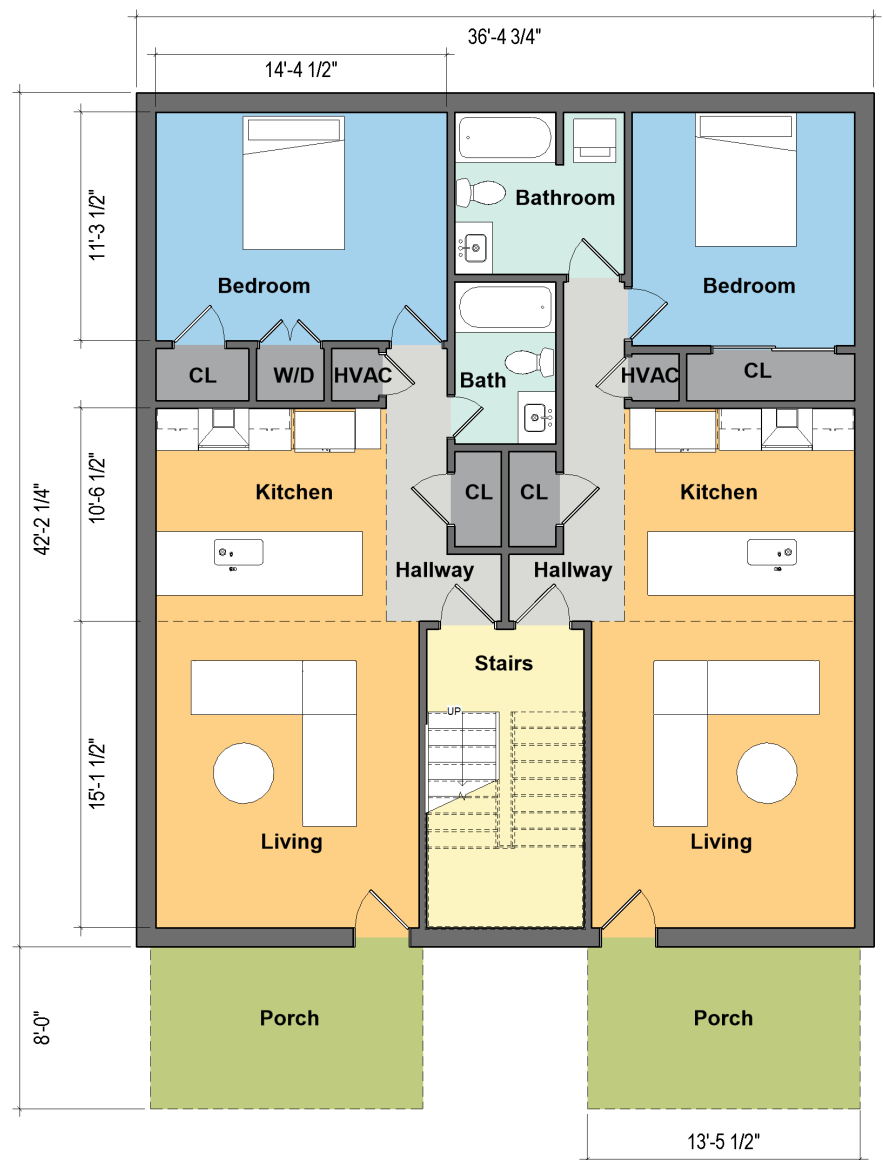 36'-4 3/4"
14'-4 1/2"
11'-3 1/2"
Bathroom
Bedroom
Bedroom
CL
W/D
HVAC
Bath
HVAC
CL
10'-6 1/2"
42'-2 1/4"
Kitchen
CL
CL
Kitchen
Hallway
Hallway
Stairs
UP
15'-1 1/2"
Living
Living
8'-0"
Porch
Porch
13'-5 1/2"